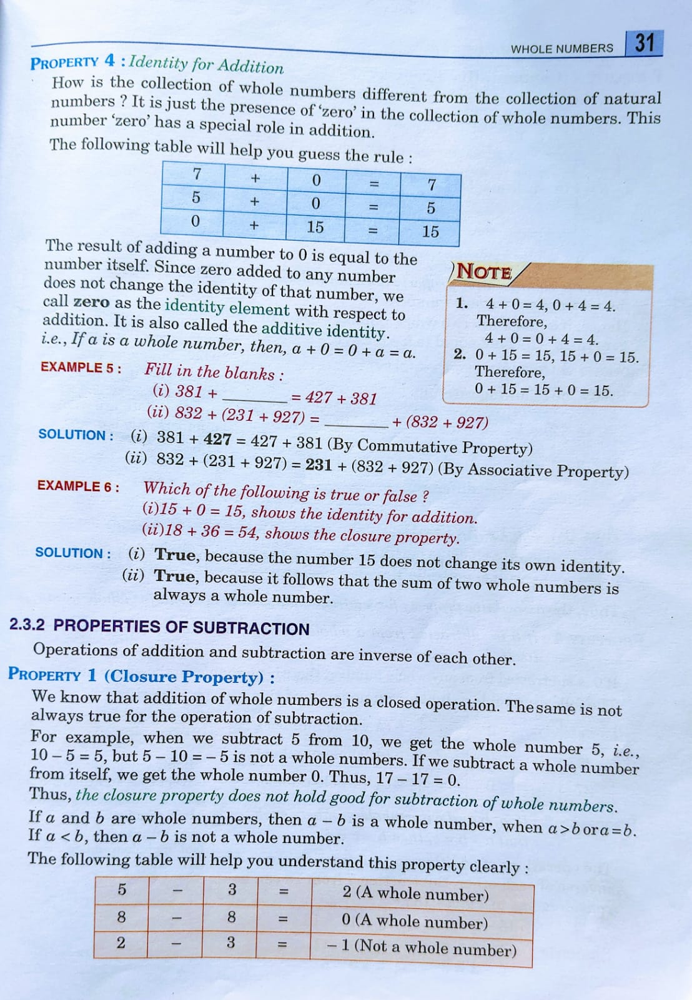 WHOLE NUMBERS 31
PROPERTY 4 : Identity for Addition
How is the collection of whole numbers different from the collection of natural
numbers ? It is just the presence of ‘zero’ in the collection of whole numbers. This
number ‘zero’ has a special role in addition.
The following table will help you guess the rule :
7 + 0 = 7
5 + 0 = 5
0 + 15 = 15
The result of adding a number to 0 is equal to the
number itself. Since zero added to any number
does not change the identity of that number, we
call zero as the identity element with respect to
addition. It is also called the additive identity.
i.e., If a is a whole number, then, a + 0 = 0 + a = a.
NOTE
1. 4 + 0 = 4, 0 + 4 = 4.
Therefore,
4 + 0 = 0 + 4 = 4.
2. 0 + 15 = 15, 15 + 0 = 15.
Therefore,
0 + 15 = 15 + 0 = 15.
EXAMPLE 5 : Fill in the blanks :
(i) 381 + ________ = 427 + 381
(ii) 832 + (231 + 927) = ________ + (832 + 927)
SOLUTION : (i) 381 + 427 = 427 + 381 (By Commutative Property)
(ii) 832 + (231 + 927) = 231 + (832 + 927) (By Associative Property)
EXAMPLE 6 : Which of the following is true or false ?
(i)15 + 0 = 15, shows the identity for addition.
(ii)18 + 36 = 54, shows the closure property.
SOLUTION : (i) True, because the number 15 does not change its own identity.
(ii) True, because it follows that the sum of two whole numbers is
always a whole number.
2.3.2 PROPERTIES OF SUBTRACTION
Operations of addition and subtraction are inverse of each other.
PROPERTY 1 (Closure Property) :
We know that addition of whole numbers is a closed operation. The same is not
always true for the operation of subtraction.
For example, when we subtract 5 from 10, we get the whole number 5, i.e.,
10 – 5 = 5, but 5 – 10 = – 5 is not a whole numbers. If we subtract a whole number
from itself, we get the whole number 0. Thus, 17 – 17 = 0.
Thus, the closure property does not hold good for subtraction of whole numbers.
If a and b are whole numbers, then a – b is a whole number, when a > b or a = b.
If a < b, then a – b is not a whole number.
The following table will help you understand this property clearly :
5 – 3 = 2 (A whole number)
8 – 8 = 0 (A whole number)
2 – 3 = – 1 (Not a whole number)